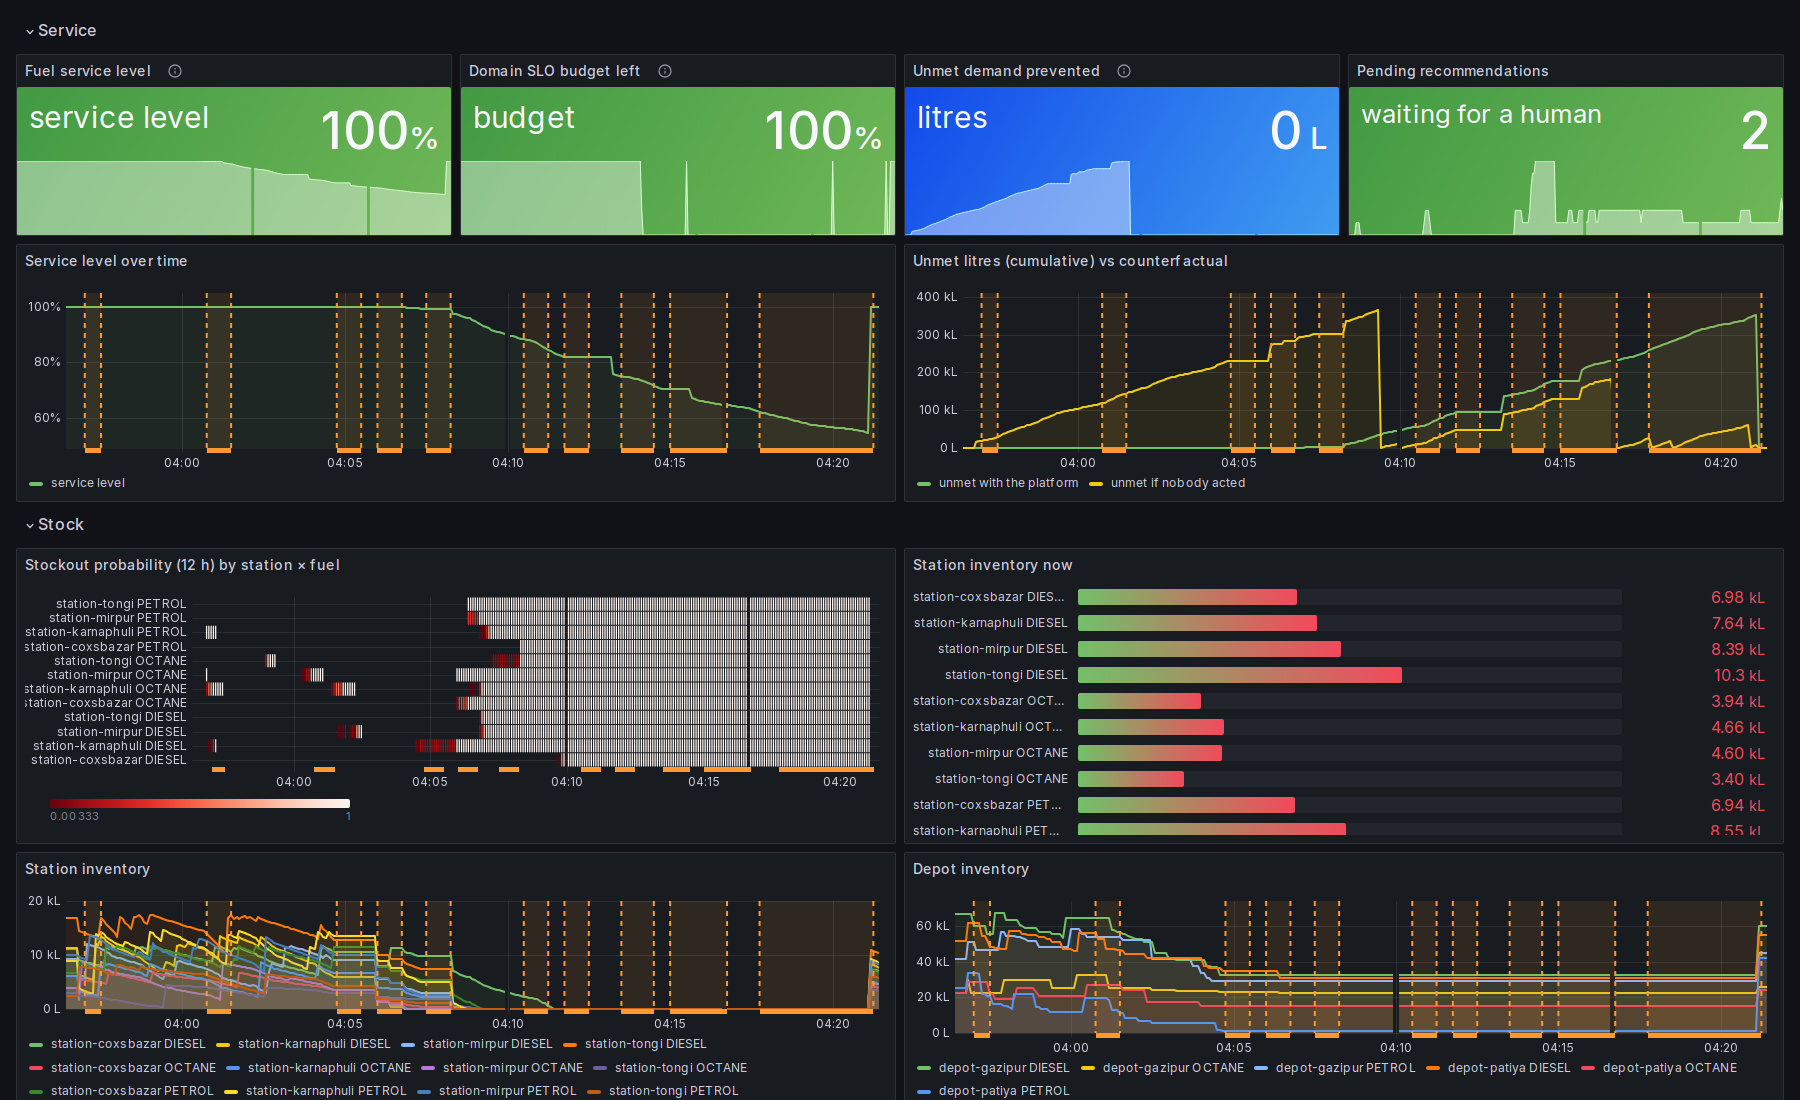 Service
Fuel service level
Domain SLO budget left
Unmet demand prevented
Pending recommendations
service level
100%
budget
100%
litres
0 L
waiting for a human
2
Service level over time
100%
80%
60%
04:00 04:05 04:10 04:15 04:20
service level
Unmet litres (cumulative) vs counterfactual
400 kL
300 kL
200 kL
100 kL
0 L
04:00 04:05 04:10 04:15 04:20
unmet with the platform unmet if nobody acted
Stock
Stockout probability (12 h) by station × fuel
station-tongi PETROL
station-mirpur PETROL
station-karnaphuli PETROL
station-coxsbazar PETROL
station-tongi OCTANE
station-mirpur OCTANE
station-karnaphuli OCTANE
station-coxsbazar OCTANE
station-tongi DIESEL
station-mirpur DIESEL
station-karnaphuli DIESEL
station-coxsbazar DIESEL
04:00 04:05 04:10 04:15 04:20
0.00333 1
Station inventory now
station-coxsbazar DIES... 6.98 kL
station-karnaphuli DIESEL 7.64 kL
station-mirpur DIESEL 8.39 kL
station-tongi DIESEL 10.3 kL
station-coxsbazar OCT... 3.94 kL
station-karnaphuli OCT... 4.66 kL
station-mirpur OCTANE 4.60 kL
station-tongi OCTANE 3.40 kL
station-coxsbazar PET... 6.94 kL
station-karnaphuli PET... 8.55 kL
Station inventory
20 kL
10 kL
0 L
04:00 04:05 04:10 04:15 04:20
station-coxsbazar DIESEL station-karnaphuli DIESEL station-mirpur DIESEL station-tongi DIESEL
station-coxsbazar OCTANE station-karnaphuli OCTANE station-mirpur OCTANE station-tongi OCTANE
station-coxsbazar PETROL station-karnaphuli PETROL station-mirpur PETROL station-tongi PETROL
Depot inventory
60 kL
40 kL
20 kL
0 L
04:00 04:05 04:10 04:15 04:20
depot-gazipur DIESEL depot-gazipur OCTANE depot-gazipur PETROL depot-patiya DIESEL depot-patiya OCTANE
depot-patiya PETROL